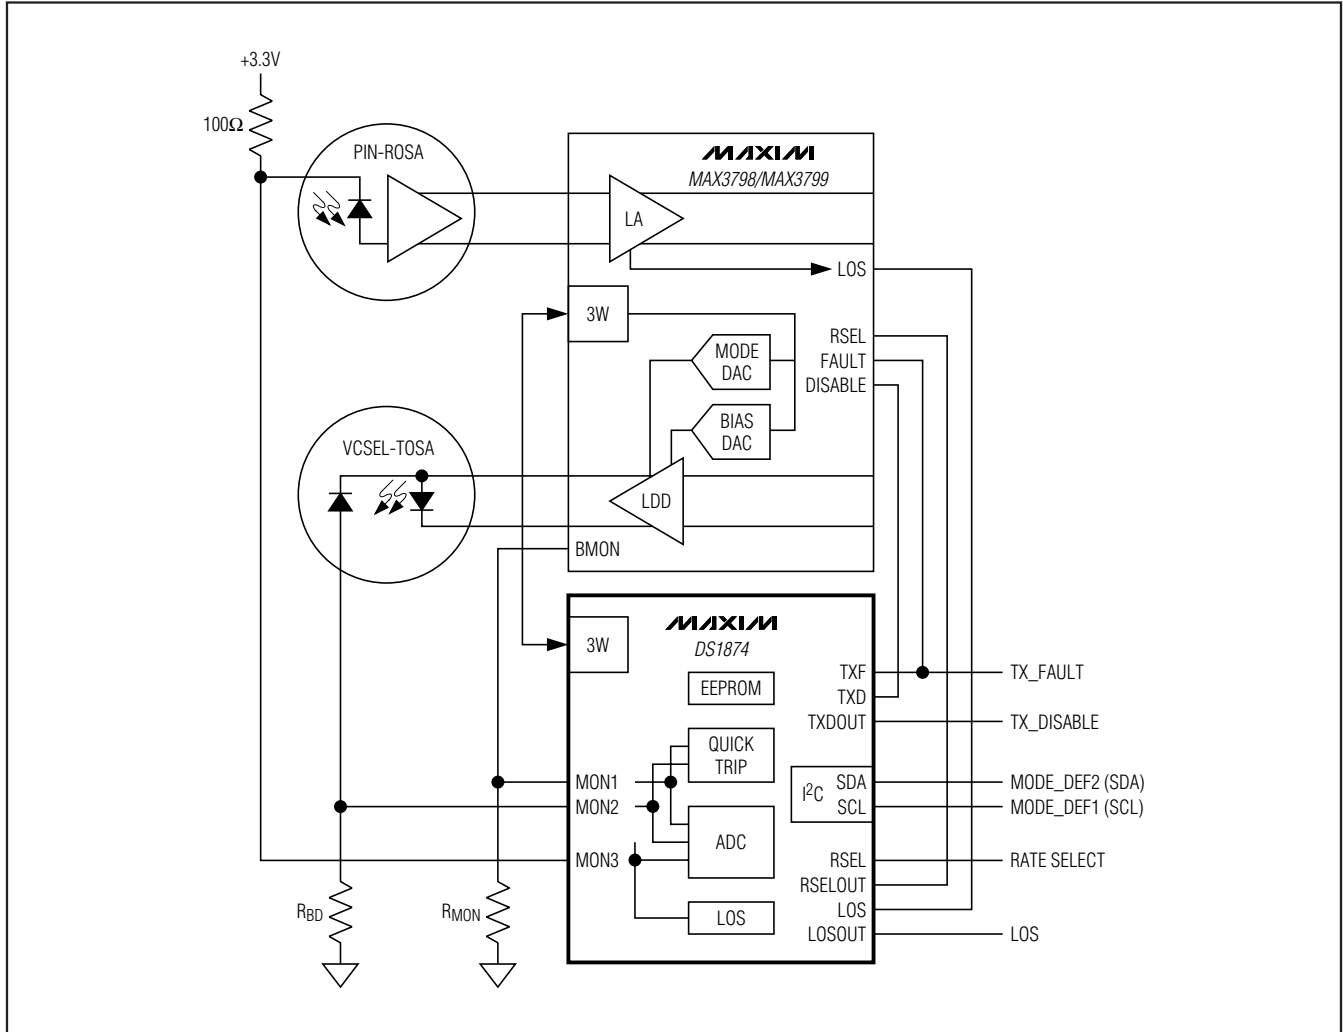 +3.3V
100Ω
PIN-ROSA
MAXIM
MAX3798/MAX3799
LA
LOS
3W
RSEL
MODE
DAC
FAULT
DISABLE
BIAS
DAC
VCSEL-TOSA
LDD
BMON
MAXIM
DS1874
3W
EEPROM
TXF
TX_FAULT
TXD
TXDOUT
TX_DISABLE
QUICK
TRIP
MON1
MON2
I²C
SDA
MODE_DEF2 (SDA)
SCL
MODE_DEF1 (SCL)
ADC
MON3
RSEL
RATE SELECT
RSELOUT
RBD
RMON
LOS
LOS
LOSOUT
LOS